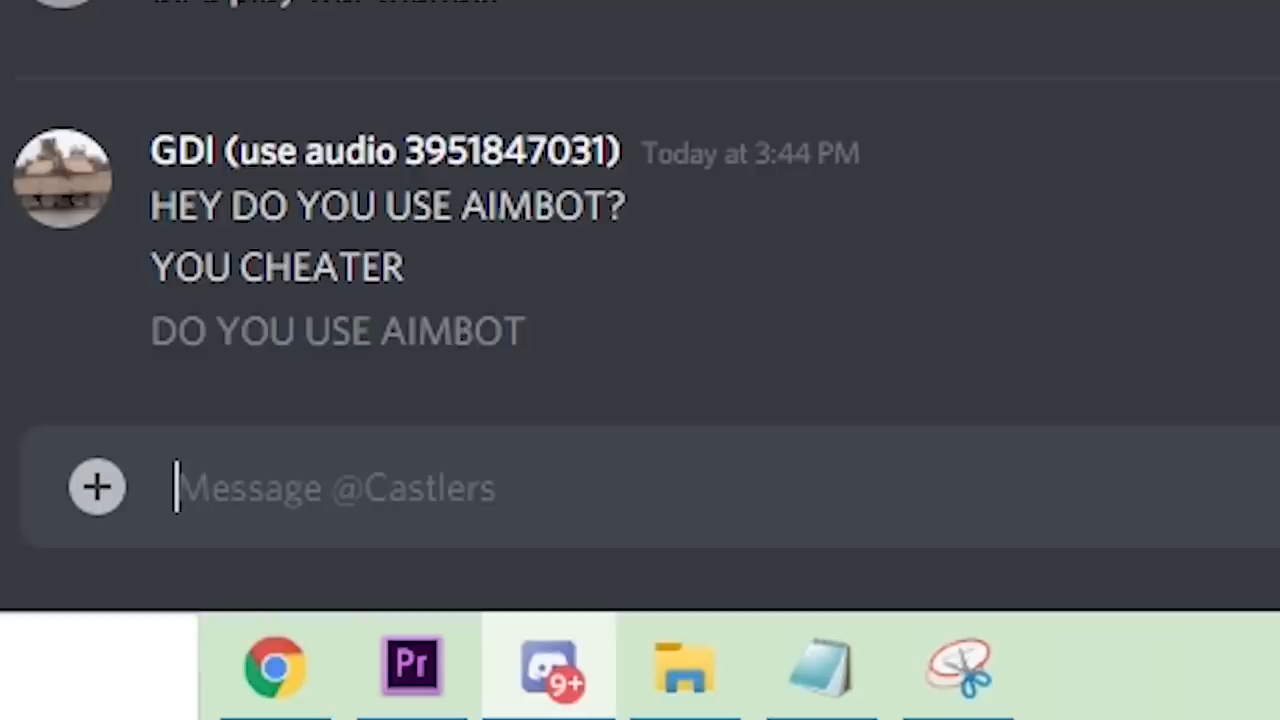 GDI (use audio 3951847031) Today at 3:44 PM
HEY DO YOU USE AIMBOT?
YOU CHEATER
DO YOU USE AIMBOT
Message @Castlers
Pr 9+